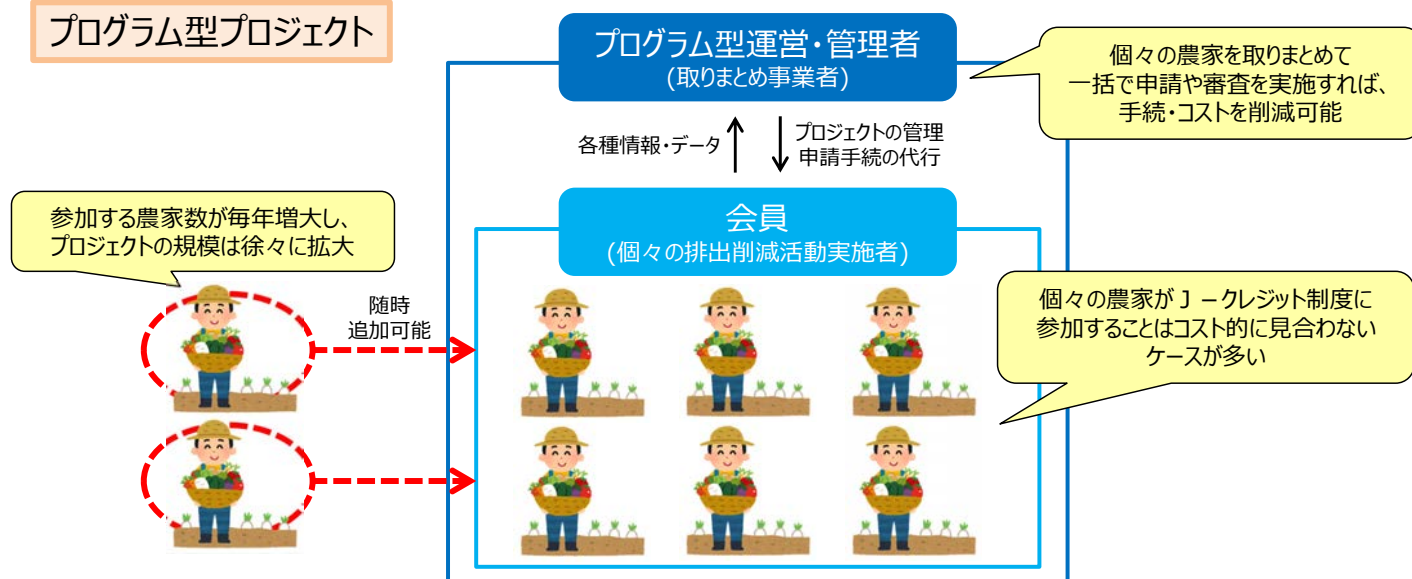 プログラム型プロジェクト
プログラム型運営・管理者
(取りまとめ事業者)
個々の農家を取りまとめて
一括で申請や審査を実施すれば、
手続・コストを削減可能
各種情報・データ
プロジェクトの管理
申請手続の代行
参加する農家数が毎年増大し、
プロジェクトの規模は徐々に拡大
会員
(個々の排出削減活動実施者)
随時
追加可能
個々の農家がJ－クレジット制度に
参加することはコスト的に見合わない
ケースが多い